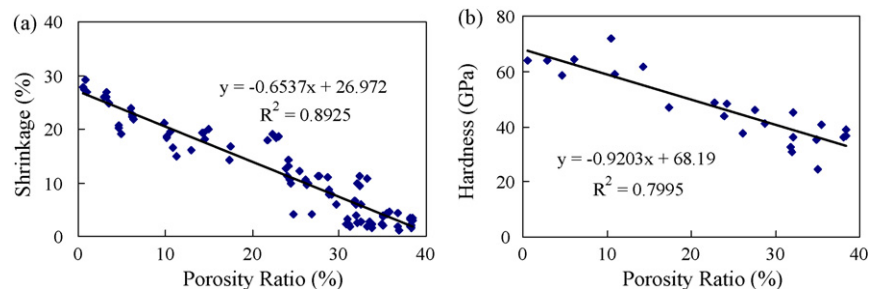 (a)
40
30
20
10
0
Shrinkage (%)
y = -0.6537x + 26.972
R² = 0.8925
0 10 20 30 40
Porosity Ratio (%)
(b)
80
60
40
20
0
Hardness (GPa)
y = -0.9203x + 68.19
R² = 0.7995
0 10 20 30 40
Porosity Ratio (%)